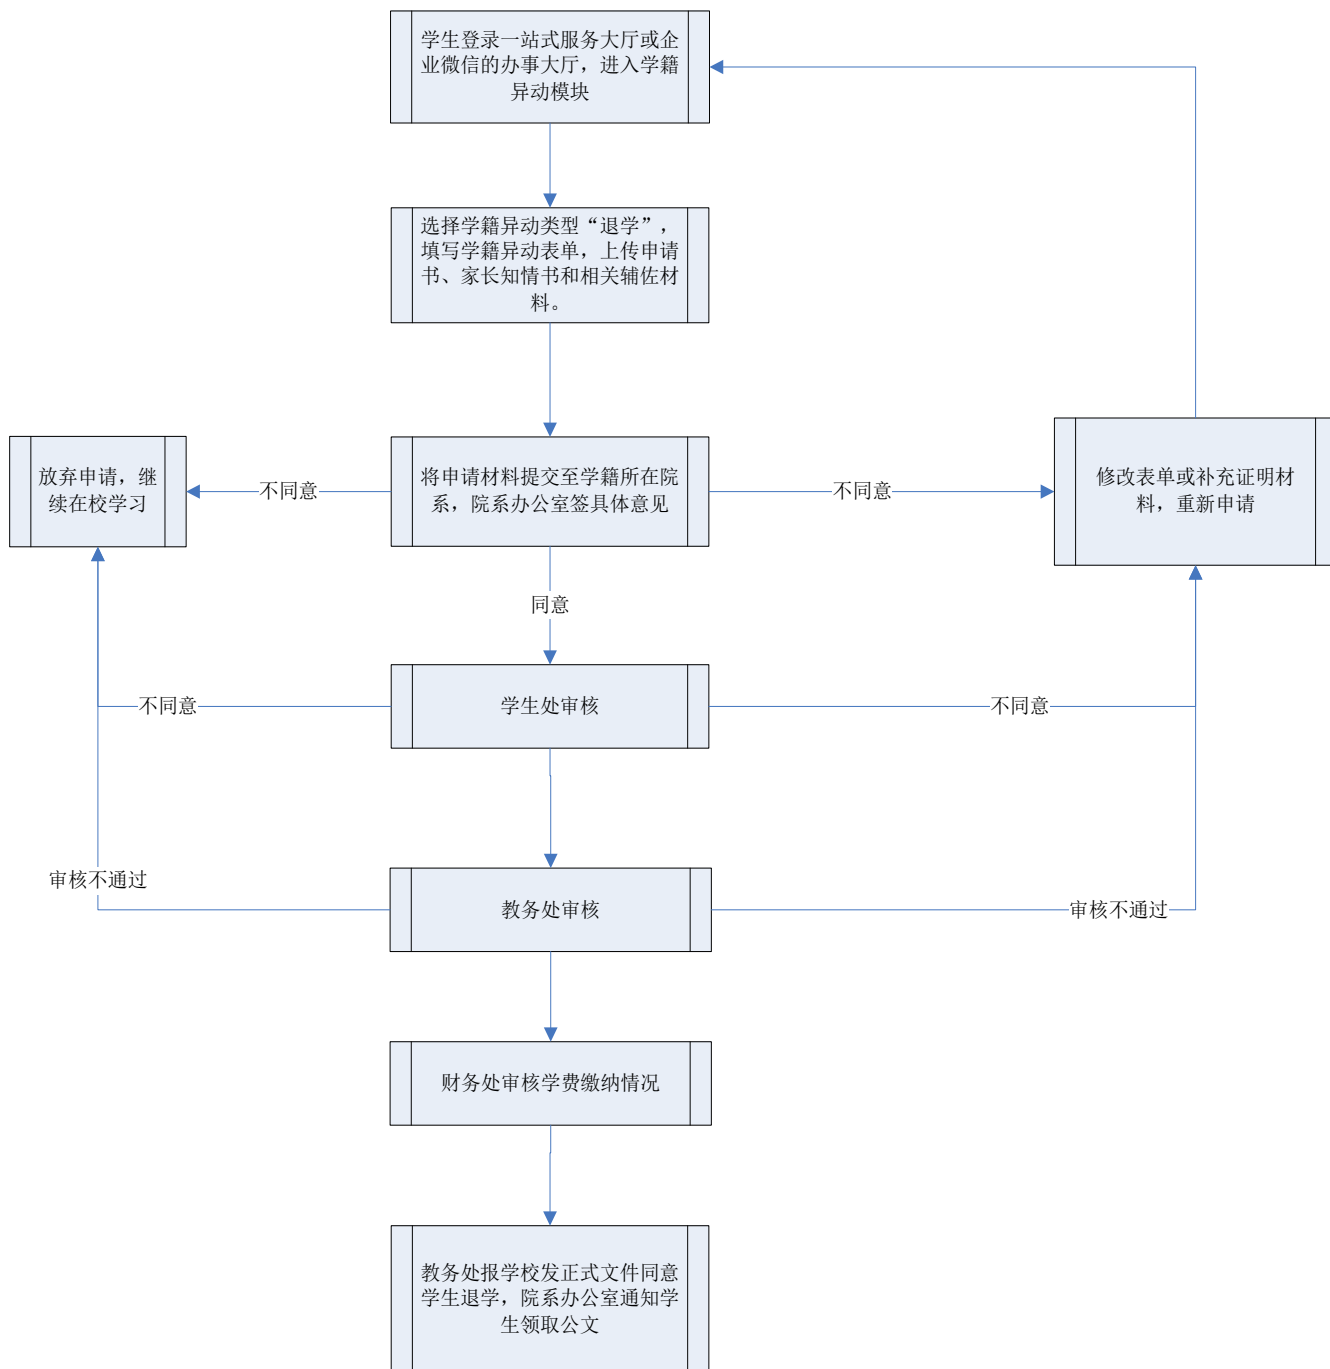 学生登录一站式服务大厅或企
业微信的办事大厅，进入学籍
异动模块
选择学籍异动类型“退学”，
填写学籍异动表单，上传申请
书、家长知情书和相关辅佐材
料。
放弃申请，继
续在校学习
不同意
将申请材料提交至学籍所在院
系，院系办公室签具体意见
不同意
修改表单或补充证明材
料，重新申请
同意
不同意
学生处审核
不同意
审核不通过
教务处审核
审核不通过
财务处审核学费缴纳情况
教务处报学校发正式文件同意
学生退学，院系办公室通知学
生领取公文